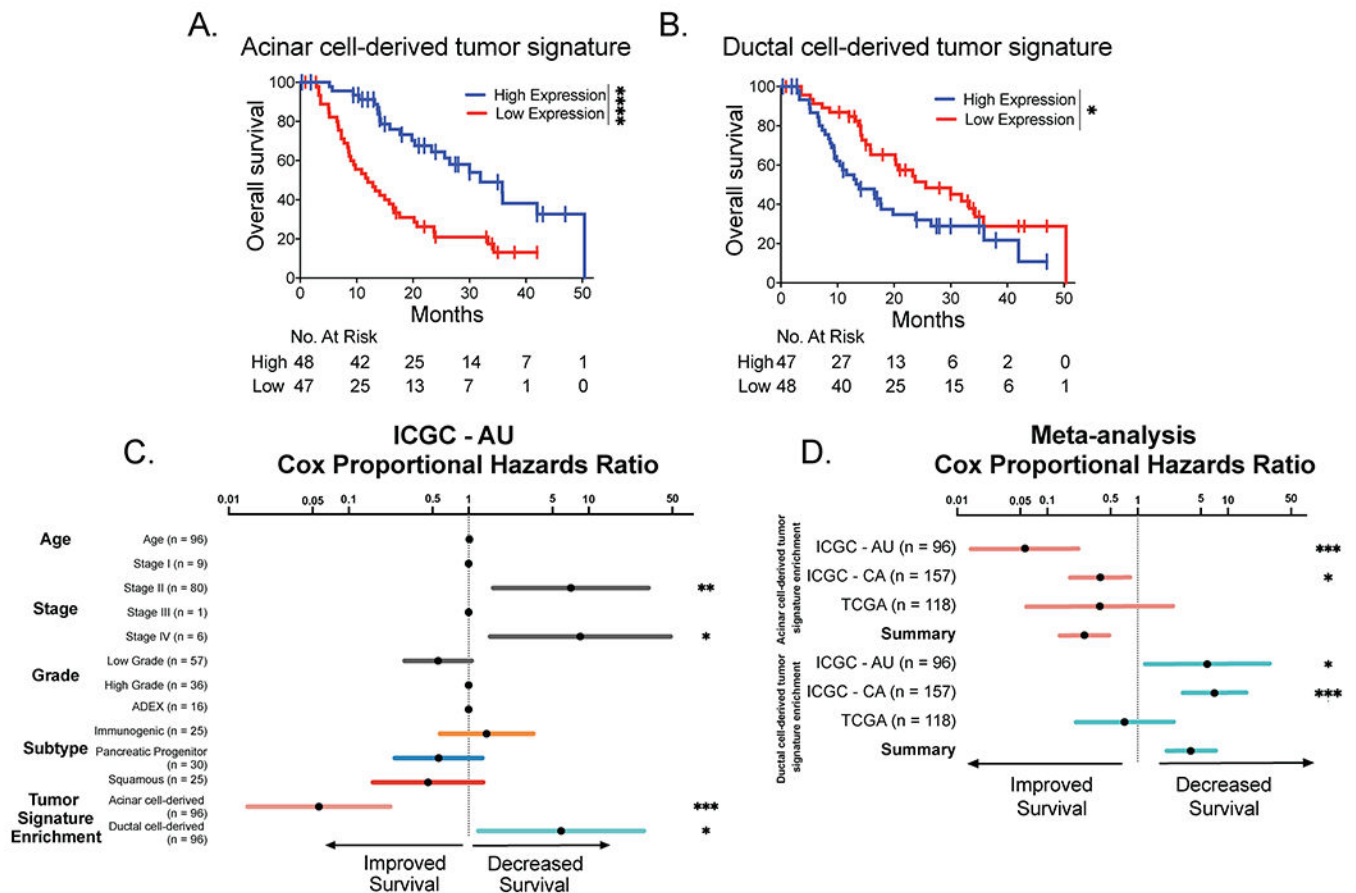 A.
Acinar cell-derived tumor signature
Overall survival
100
80
60
40
20
0
High Expression
Low Expression
****
0 10 20 30 40 50
Months
No. At Risk
High 48 42 25 14 7 1
Low 47 25 13 7 1 0
B.
Ductal cell-derived tumor signature
Overall survival
100
80
60
40
20
0
High Expression
Low Expression
*
0 10 20 30 40 50
Months
No. At Risk
High 47 27 13 6 2 0
Low 48 40 25 15 6 1
C.
ICGC - AU
Cox Proportional Hazards Ratio
0.01 0.05 0.1 0.5 1 5 10 50
Age
Age (n = 96)
Stage
Stage I (n = 9)
Stage II (n = 80) **
Stage III (n = 1)
Stage IV (n = 6) *
Grade
Low Grade (n = 57)
High Grade (n = 36)
Subtype
ADEX (n = 16)
Immunogenic (n = 25)
Pancreatic Progenitor
(n = 30)
Squamous (n = 25)
Tumor
Signature
Enrichment
Acinar cell-derived
(n = 96) ***
Ductal cell-derived
(n = 96) *
Improved
Survival
Decreased
Survival
D.
Meta-analysis
Cox Proportional Hazards Ratio
0.01 0.05 0.1 0.5 1 5 10 50
Acinar cell-derived tumor
signature enrichment
ICGC - AU (n = 96) ***
ICGC - CA (n = 157) *
TCGA (n = 118)
Summary
Ductal cell-derived tumor
signature enrichment
ICGC - AU (n = 96) *
ICGC - CA (n = 157) ***
TCGA (n = 118)
Summary
Improved
Survival
Decreased
Survival